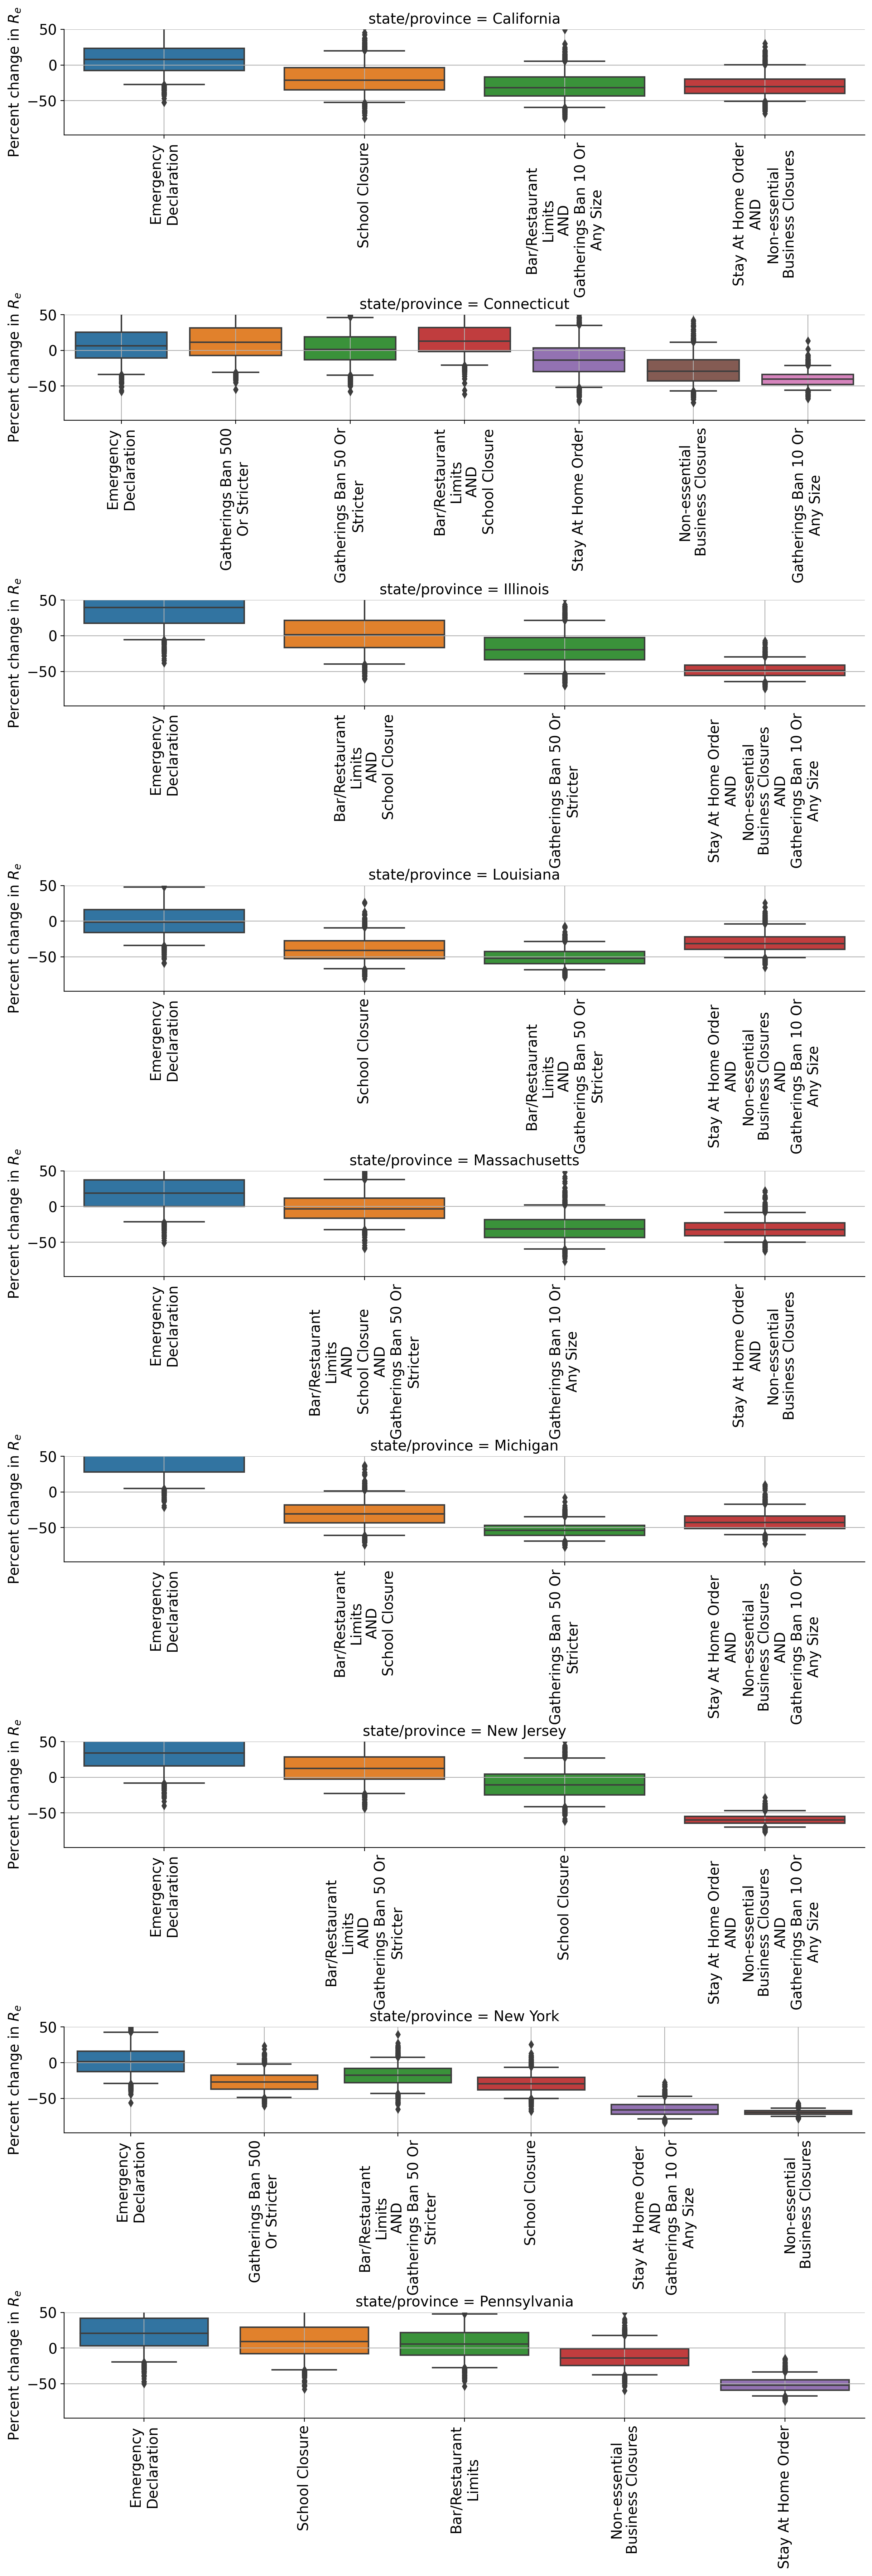 state/province = California
Percent change in R_e
50
0
−50
Emergency
Declaration
School Closure
Bar/Restaurant
Limits
AND
Gatherings Ban 10 Or
Any Size
Stay At Home Order
AND
Non-essential
Business Closures
state/province = Connecticut
Percent change in R_e
50
0
−50
Emergency
Declaration
Gatherings Ban 500
Or Stricter
Gatherings Ban 50 Or
Stricter
Bar/Restaurant
Limits
AND
School Closure
Stay At Home Order
Non-essential
Business Closures
Gatherings Ban 10 Or
Any Size
state/province = Illinois
Percent change in R_e
50
0
−50
Emergency
Declaration
Bar/Restaurant
Limits
AND
School Closure
Gatherings Ban 50 Or
Stricter
Stay At Home Order
AND
Non-essential
Business Closures
AND
Gatherings Ban 10 Or
Any Size
state/province = Louisiana
Percent change in R_e
50
0
−50
Emergency
Declaration
School Closure
Bar/Restaurant
Limits
AND
Gatherings Ban 50 Or
Stricter
Stay At Home Order
AND
Non-essential
Business Closures
AND
Gatherings Ban 10 Or
Any Size
state/province = Massachusetts
Percent change in R_e
50
0
−50
Emergency
Declaration
Bar/Restaurant
Limits
AND
School Closure
AND
Gatherings Ban 50 Or
Stricter
Gatherings Ban 10 Or
Any Size
Stay At Home Order
AND
Non-essential
Business Closures
state/province = Michigan
Percent change in R_e
50
0
−50
Emergency
Declaration
Bar/Restaurant
Limits
AND
School Closure
Gatherings Ban 50 Or
Stricter
Stay At Home Order
AND
Non-essential
Business Closures
AND
Gatherings Ban 10 Or
Any Size
state/province = New Jersey
Percent change in R_e
50
0
−50
Emergency
Declaration
Bar/Restaurant
Limits
AND
Gatherings Ban 50 Or
Stricter
School Closure
Stay At Home Order
AND
Non-essential
Business Closures
AND
Gatherings Ban 10 Or
Any Size
state/province = New York
Percent change in R_e
50
0
−50
Emergency
Declaration
Gatherings Ban 500
Or Stricter
Bar/Restaurant
Limits
AND
Gatherings Ban 50 Or
Stricter
School Closure
Stay At Home Order
AND
Gatherings Ban 10 Or
Any Size
Non-essential
Business Closures
state/province = Pennsylvania
Percent change in R_e
50
0
−50
Emergency
Declaration
School Closure
Bar/Restaurant
Limits
Non-essential
Business Closures
Stay At Home Order